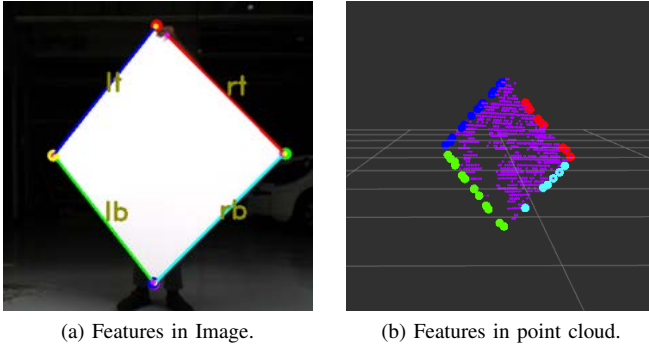 lt
rt
lb
rb
(a) Features in Image.
(b) Features in point cloud.